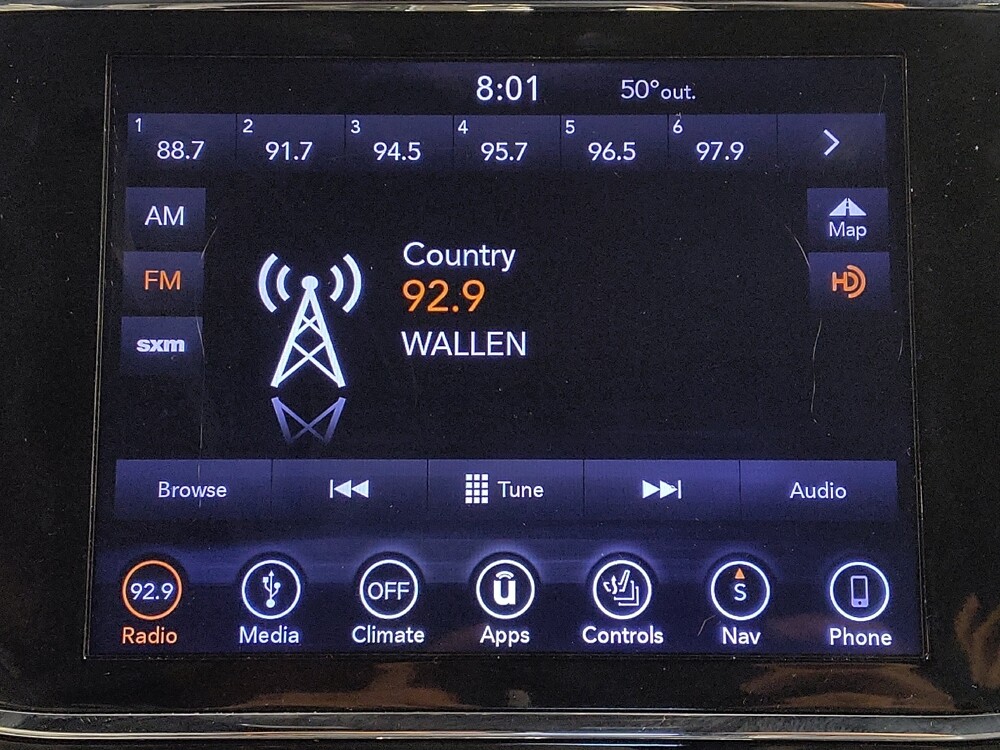 8:01 50°out.
1 88.7 2 91.7 3 94.5 4 95.7 5 96.5 6 97.9
AM
Map
Country
FM
92.9
HD
sxm
WALLEN
Browse Tune Audio
92.9 OFF u S
Radio Media Climate Apps Controls Nav Phone